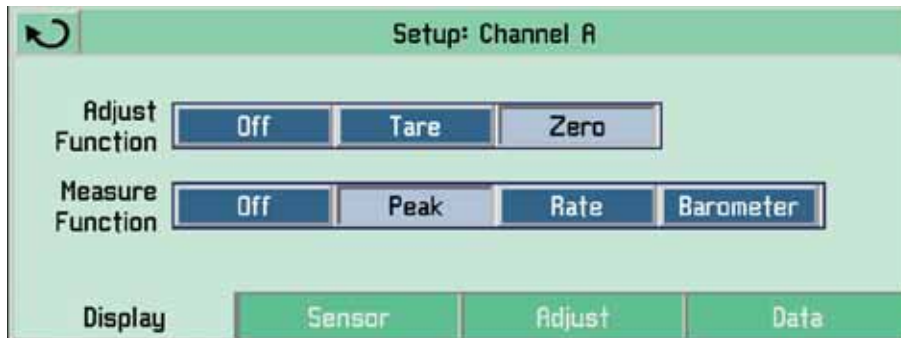 Setup: Channel A
Adjust Function Off Tare Zero
Measure Function Off Peak Rate Barometer
Display Sensor Adjust Data